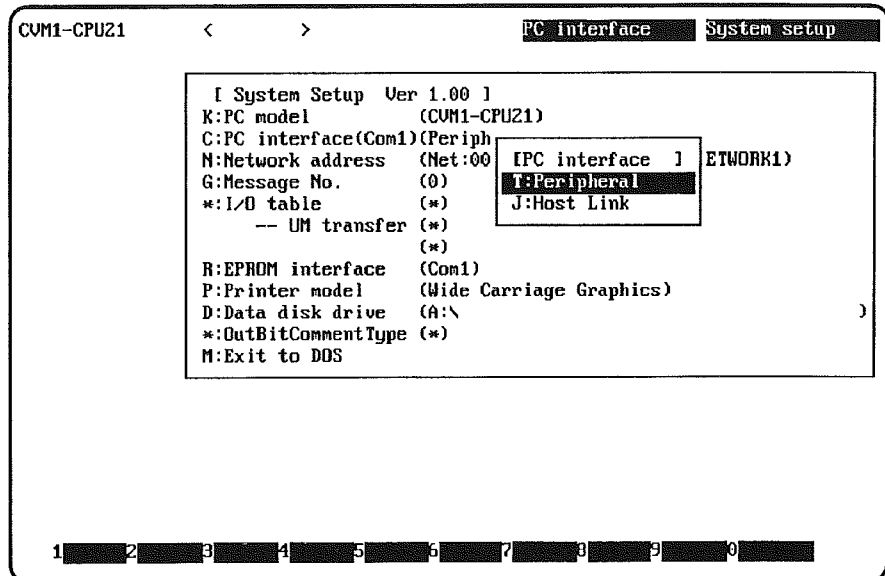 CVM1-CPU21 < > PC interface System setup
[ System Setup Ver 1.00 ]
K:PC model (CVM1-CPU21)
C:PC interface(Com1)(Periph
N:Network address (Net:00 ETWORK1)
[PC interface ]
T:Peripheral
J:Host Link
G:Message No. (0)
*:I/O table (*)
-- UM transfer (*)
(*)
R:EPROM interface (Com1)
P:Printer model (Wide Carriage Graphics)
D:Data disk drive (A:\ )
*:OutBitCommentType (*)
M:Exit to DOS
1 2 3 4 5 6 7 8 9 0